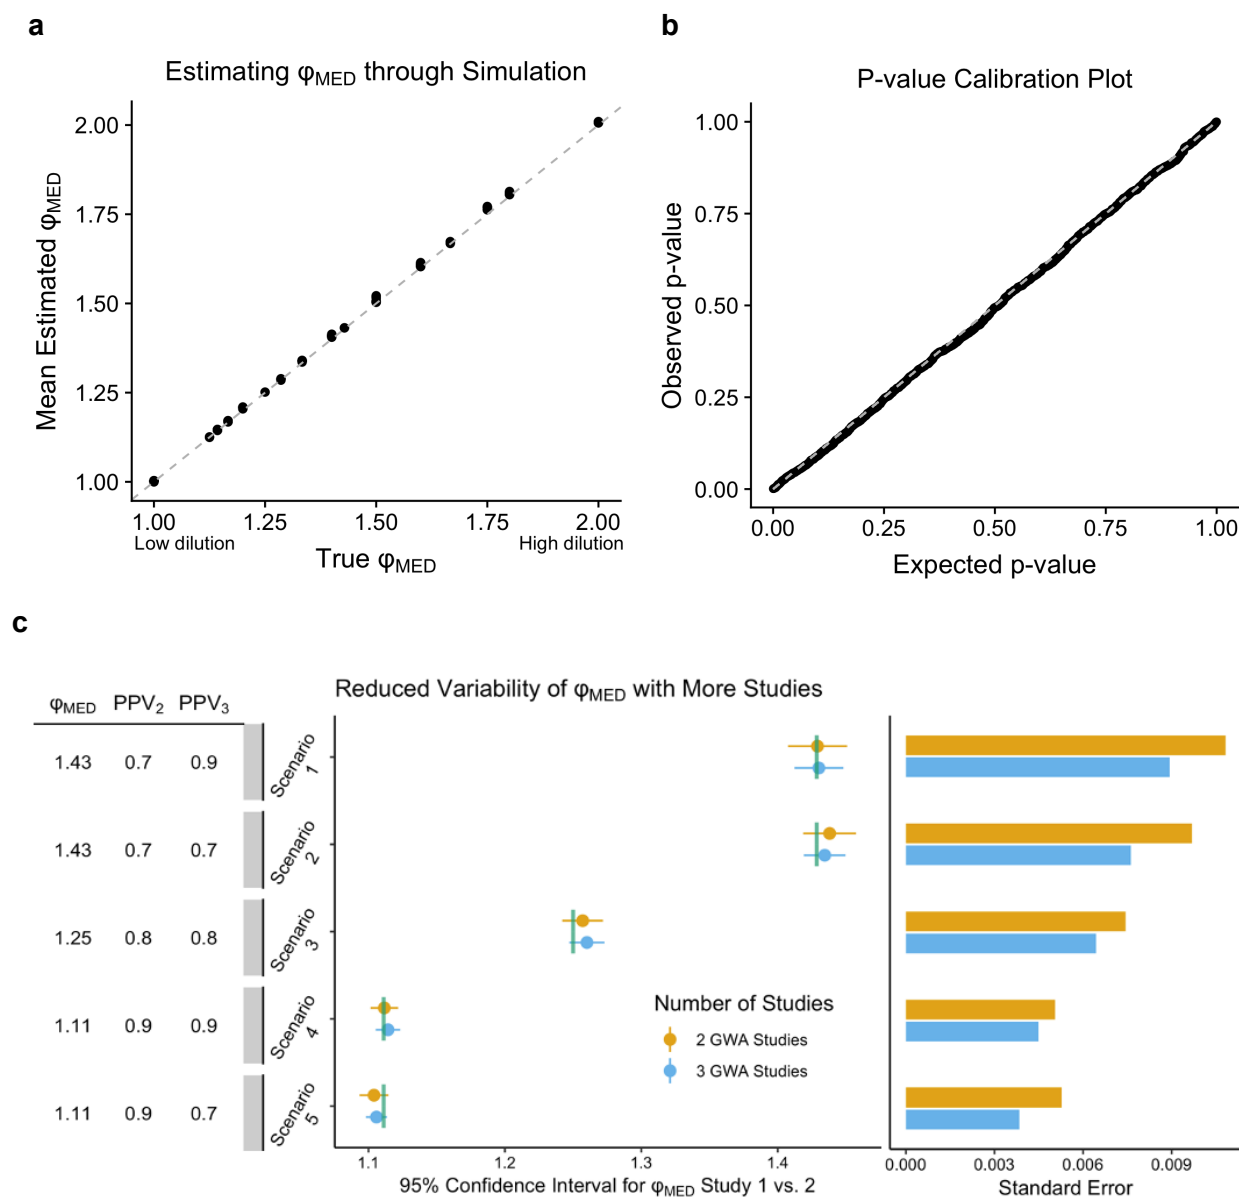 a
Estimating φMED through Simulation
Mean Estimated φMED
2.00
1.75
1.50
1.25
1.00
1.00 1.25 1.50 1.75 2.00
Low dilution High dilution
True φMED
b
P-value Calibration Plot
Observed p-value
1.00
0.75
0.50
0.25
0.00
0.00 0.25 0.50 0.75 1.00
Expected p-value
c
Reduced Variability of φMED with More Studies
φMED PPV2 PPV3
1.43 0.7 0.9 Scenario 1
1.43 0.7 0.7 Scenario 2
1.25 0.8 0.8 Scenario 3
1.11 0.9 0.9 Scenario 4
1.11 0.9 0.7 Scenario 5
Number of Studies
2 GWA Studies
3 GWA Studies
1.1 1.2 1.3 1.4
95% Confidence Interval for φMED Study 1 vs. 2
0.000 0.003 0.006 0.009
Standard Error